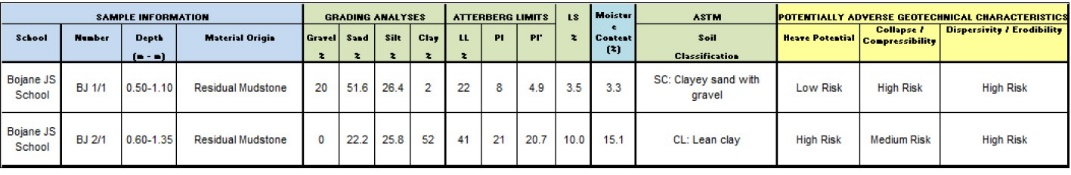 SAMPLE INFORMATION GRADING ANALYSES ATTERBERG LIMITS LS Moistur e Content (%) ASTM POTENTIALLY ADVERSE GEOTECHNICAL CHARACTERISTICS
School Number Depth (m - m) Material Origin Gravel % Sand % Silt % Clay % LL % PI PI' % Soil Classification Heave Potential Collapse / Compressibility Dispersivity / Erodibility
Bojane JS School BJ 1/1 0.50-1.10 Residual Mudstone 20 51.6 26.4 2 22 8 4.9 3.5 3.3 SC: Clayey sand with gravel Low Risk High Risk High Risk
Bojane JS School BJ 2/1 0.60-1.35 Residual Mudstone 0 22.2 25.8 52 41 21 20.7 10.0 15.1 CL: Lean clay High Risk Medium Risk High Risk